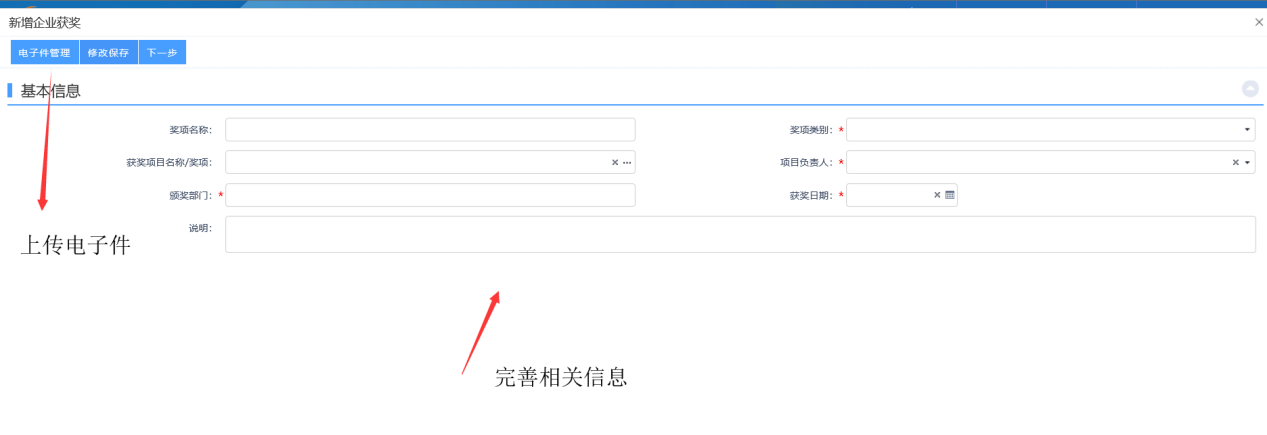 新增企业获奖
电子件管理 修改保存 下一步
基本信息
奖项名称： 奖项类别：*
获奖项目名称/奖项： 项目负责人：*
颁奖部门：* 获奖日期：*
说明：
上传电子件
完善相关信息